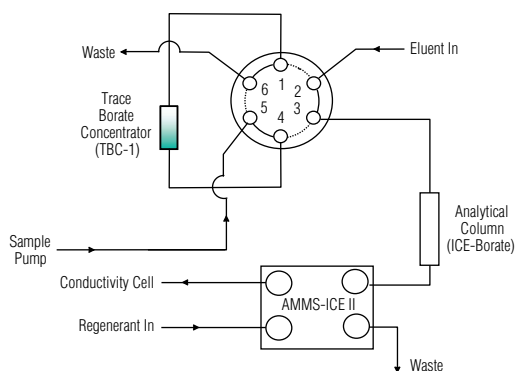 Waste
Eluent In
1
6
2
5
3
4
Trace
Borate
Concentrator
(TBC-1)
Analytical
Column
(ICE-Borate)
Sample
Pump
Conductivity Cell
AMMS-ICE II
Regenerant In
Waste